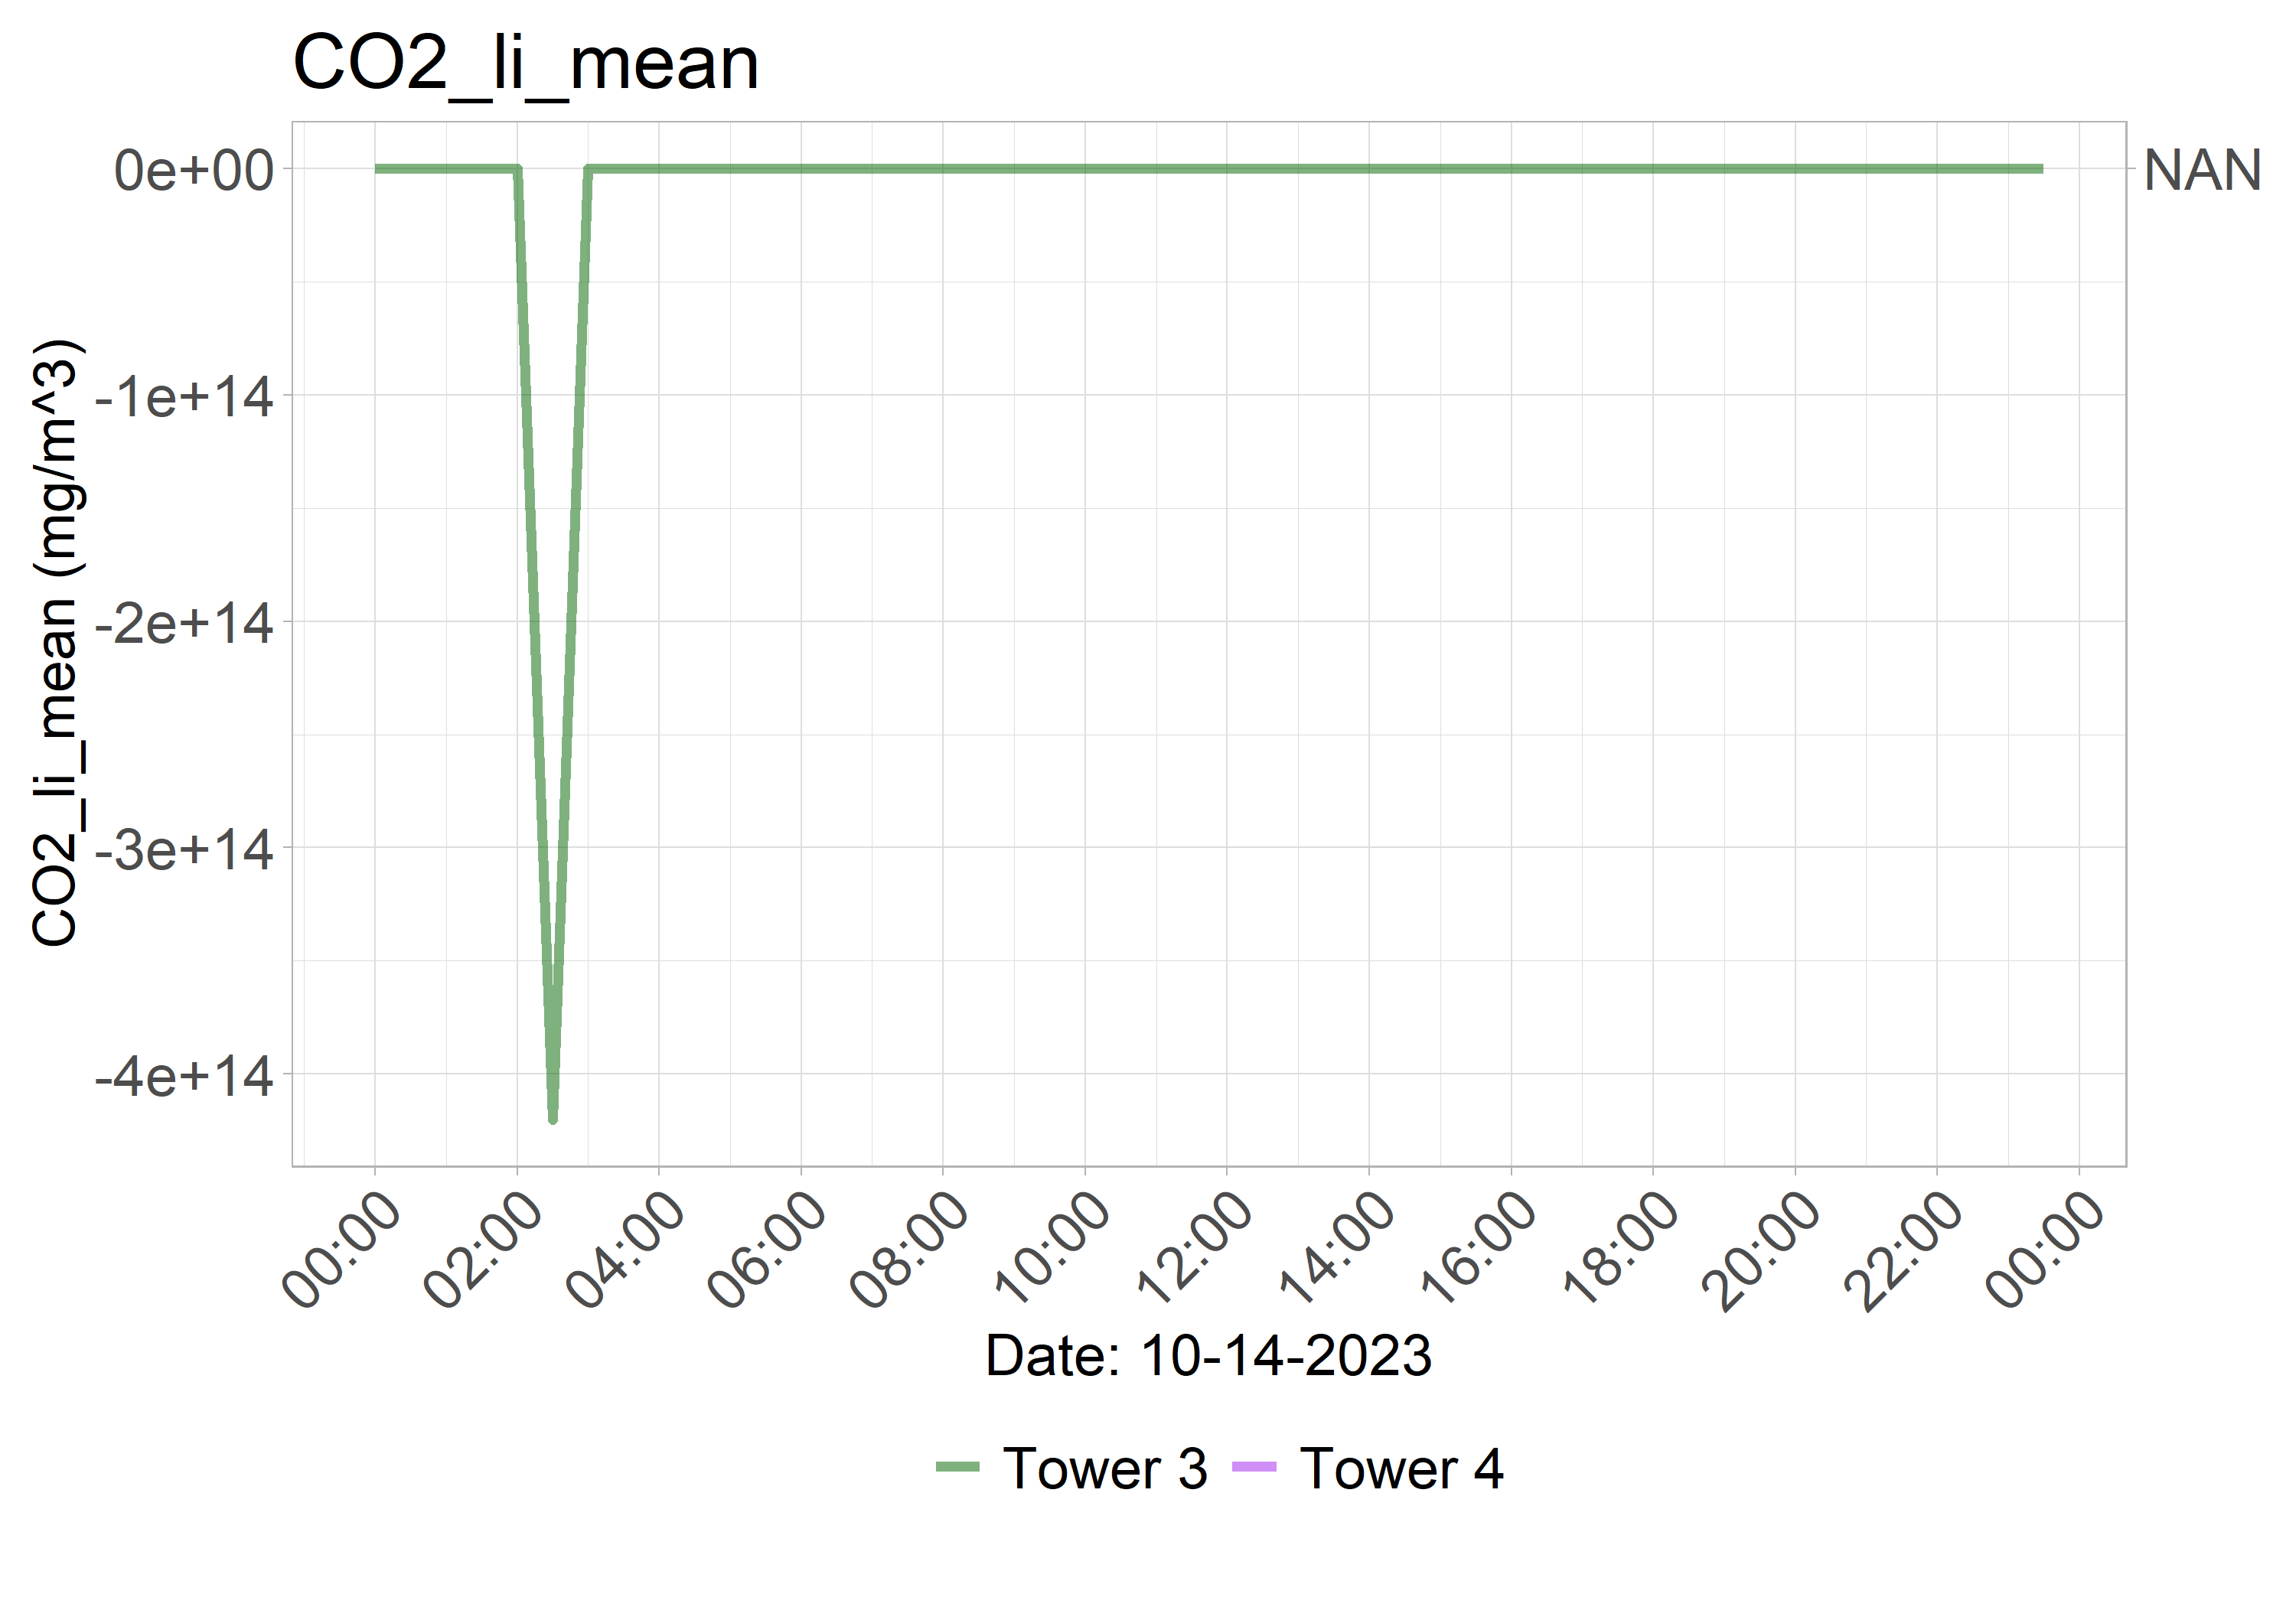 CO2_li_mean
CO2_li_mean (mg/m^3)
0e+00
-1e+14
-2e+14
-3e+14
-4e+14
NAN
00:00
02:00
04:00
06:00
08:00
10:00
12:00
14:00
16:00
18:00
20:00
22:00
00:00
Date: 10-14-2023
Tower 3 Tower 4